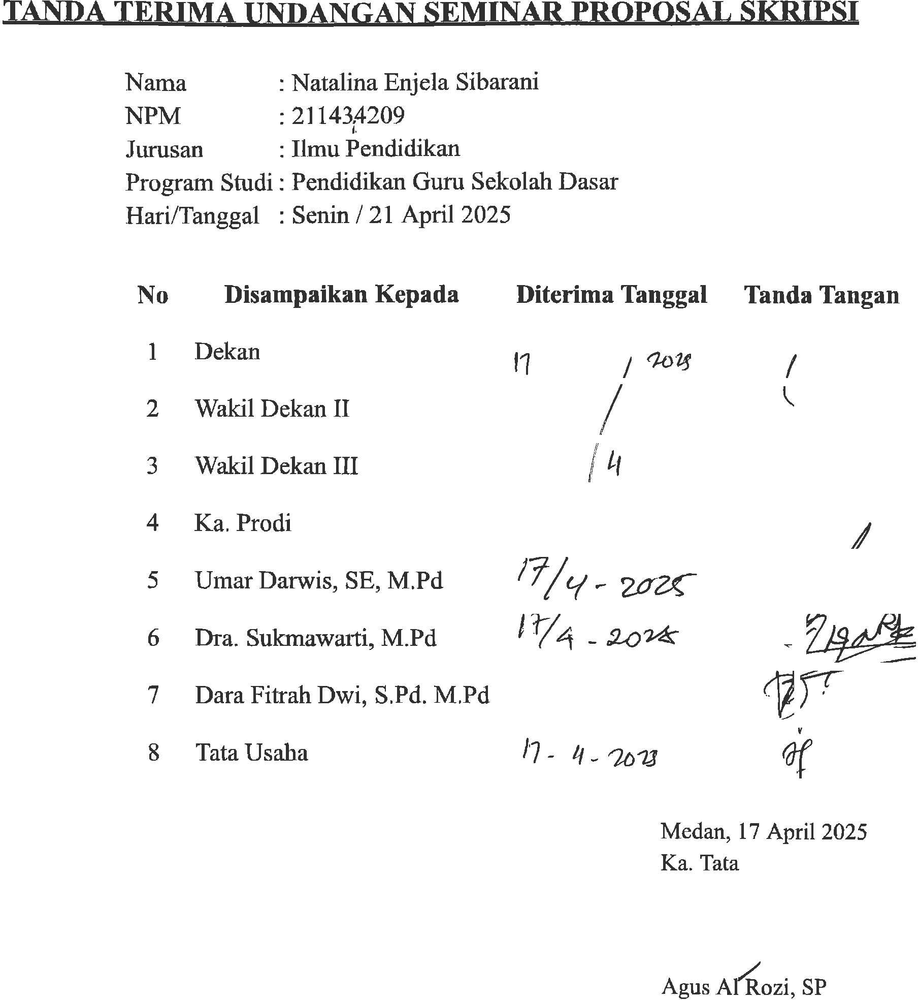 TANDA TERIMA UNDANGAN SEMINAR PROPOSAL SKRIPSI
Nama : Natalina Enjela Sibarani
NPM : 211434209
Jurusan : Ilmu Pendidikan
Program Studi : Pendidikan Guru Sekolah Dasar
Hari/Tanggal : Senin / 21 April 2025
No Disampaikan Kepada Diterima Tanggal Tanda Tangan
1 Dekan 17 / 2025
2 Wakil Dekan II
3 Wakil Dekan III / 4
4 Ka. Prodi
5 Umar Darwis, SE, M.Pd 17/4 - 2025
6 Dra. Sukmawarti, M.Pd 17/4 - 2025
7 Dara Fitrah Dwi, S.Pd. M.Pd
8 Tata Usaha 17 - 4 - 2025
Medan, 17 April 2025
Ka. Tata
Agus Al Rozi, SP